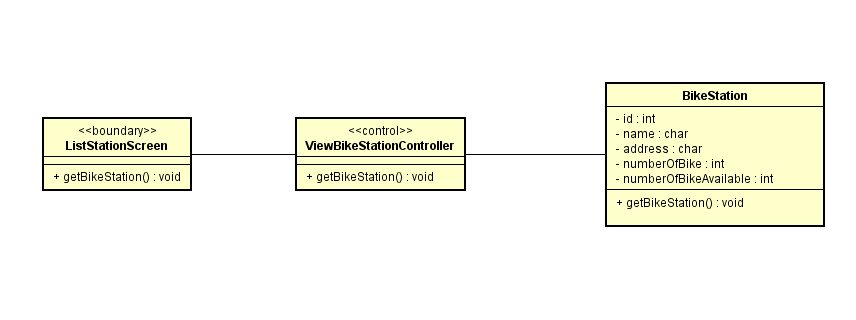 <<boundary>>
ListStationScreen
+ getBikeStation() : void
<<control>>
ViewBikeStationController
+ getBikeStation() : void
BikeStation
- id : int
- name : char
- address : char
- numberOfBike : int
- numberOfBikeAvailable : int
+ getBikeStation() : void